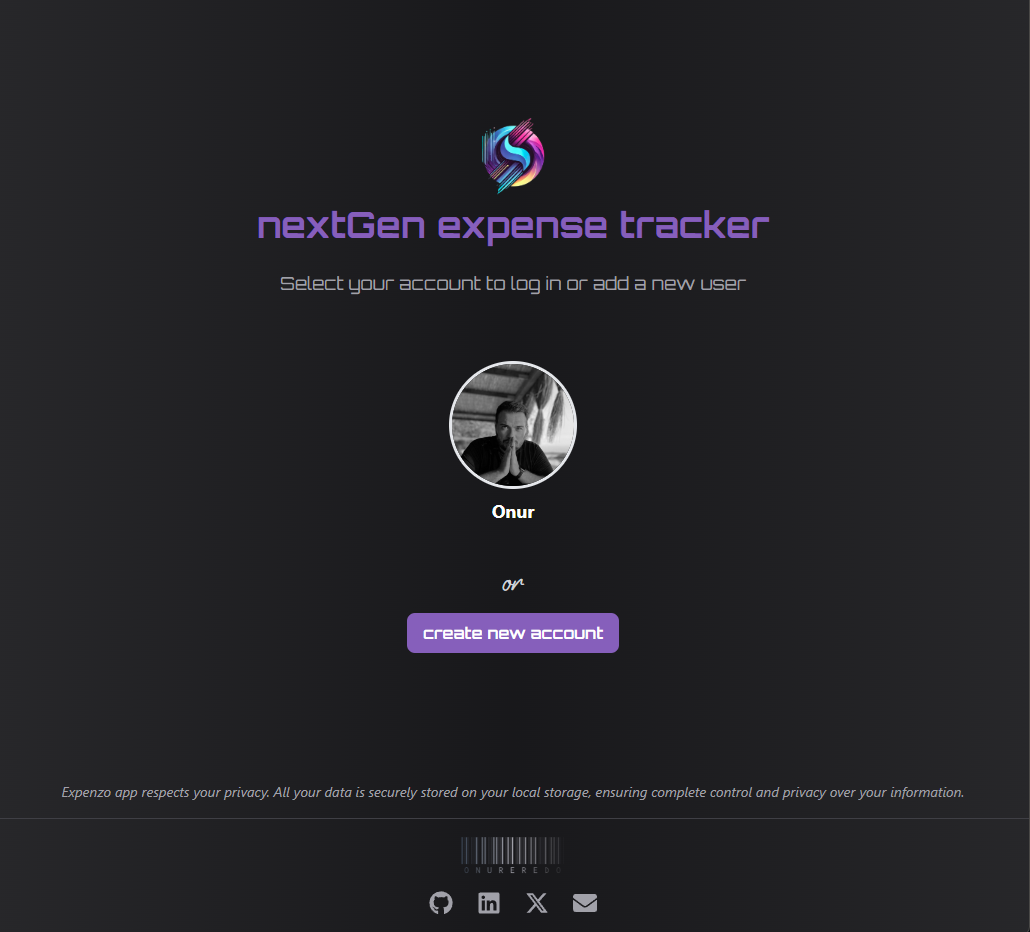 nextGen expense tracker
Select your account to log in or add a new user
Onur
or
create new account
Expenzo app respects your privacy. All your data is securely stored on your local storage, ensuring complete control and privacy over your information.
ONUREREDO